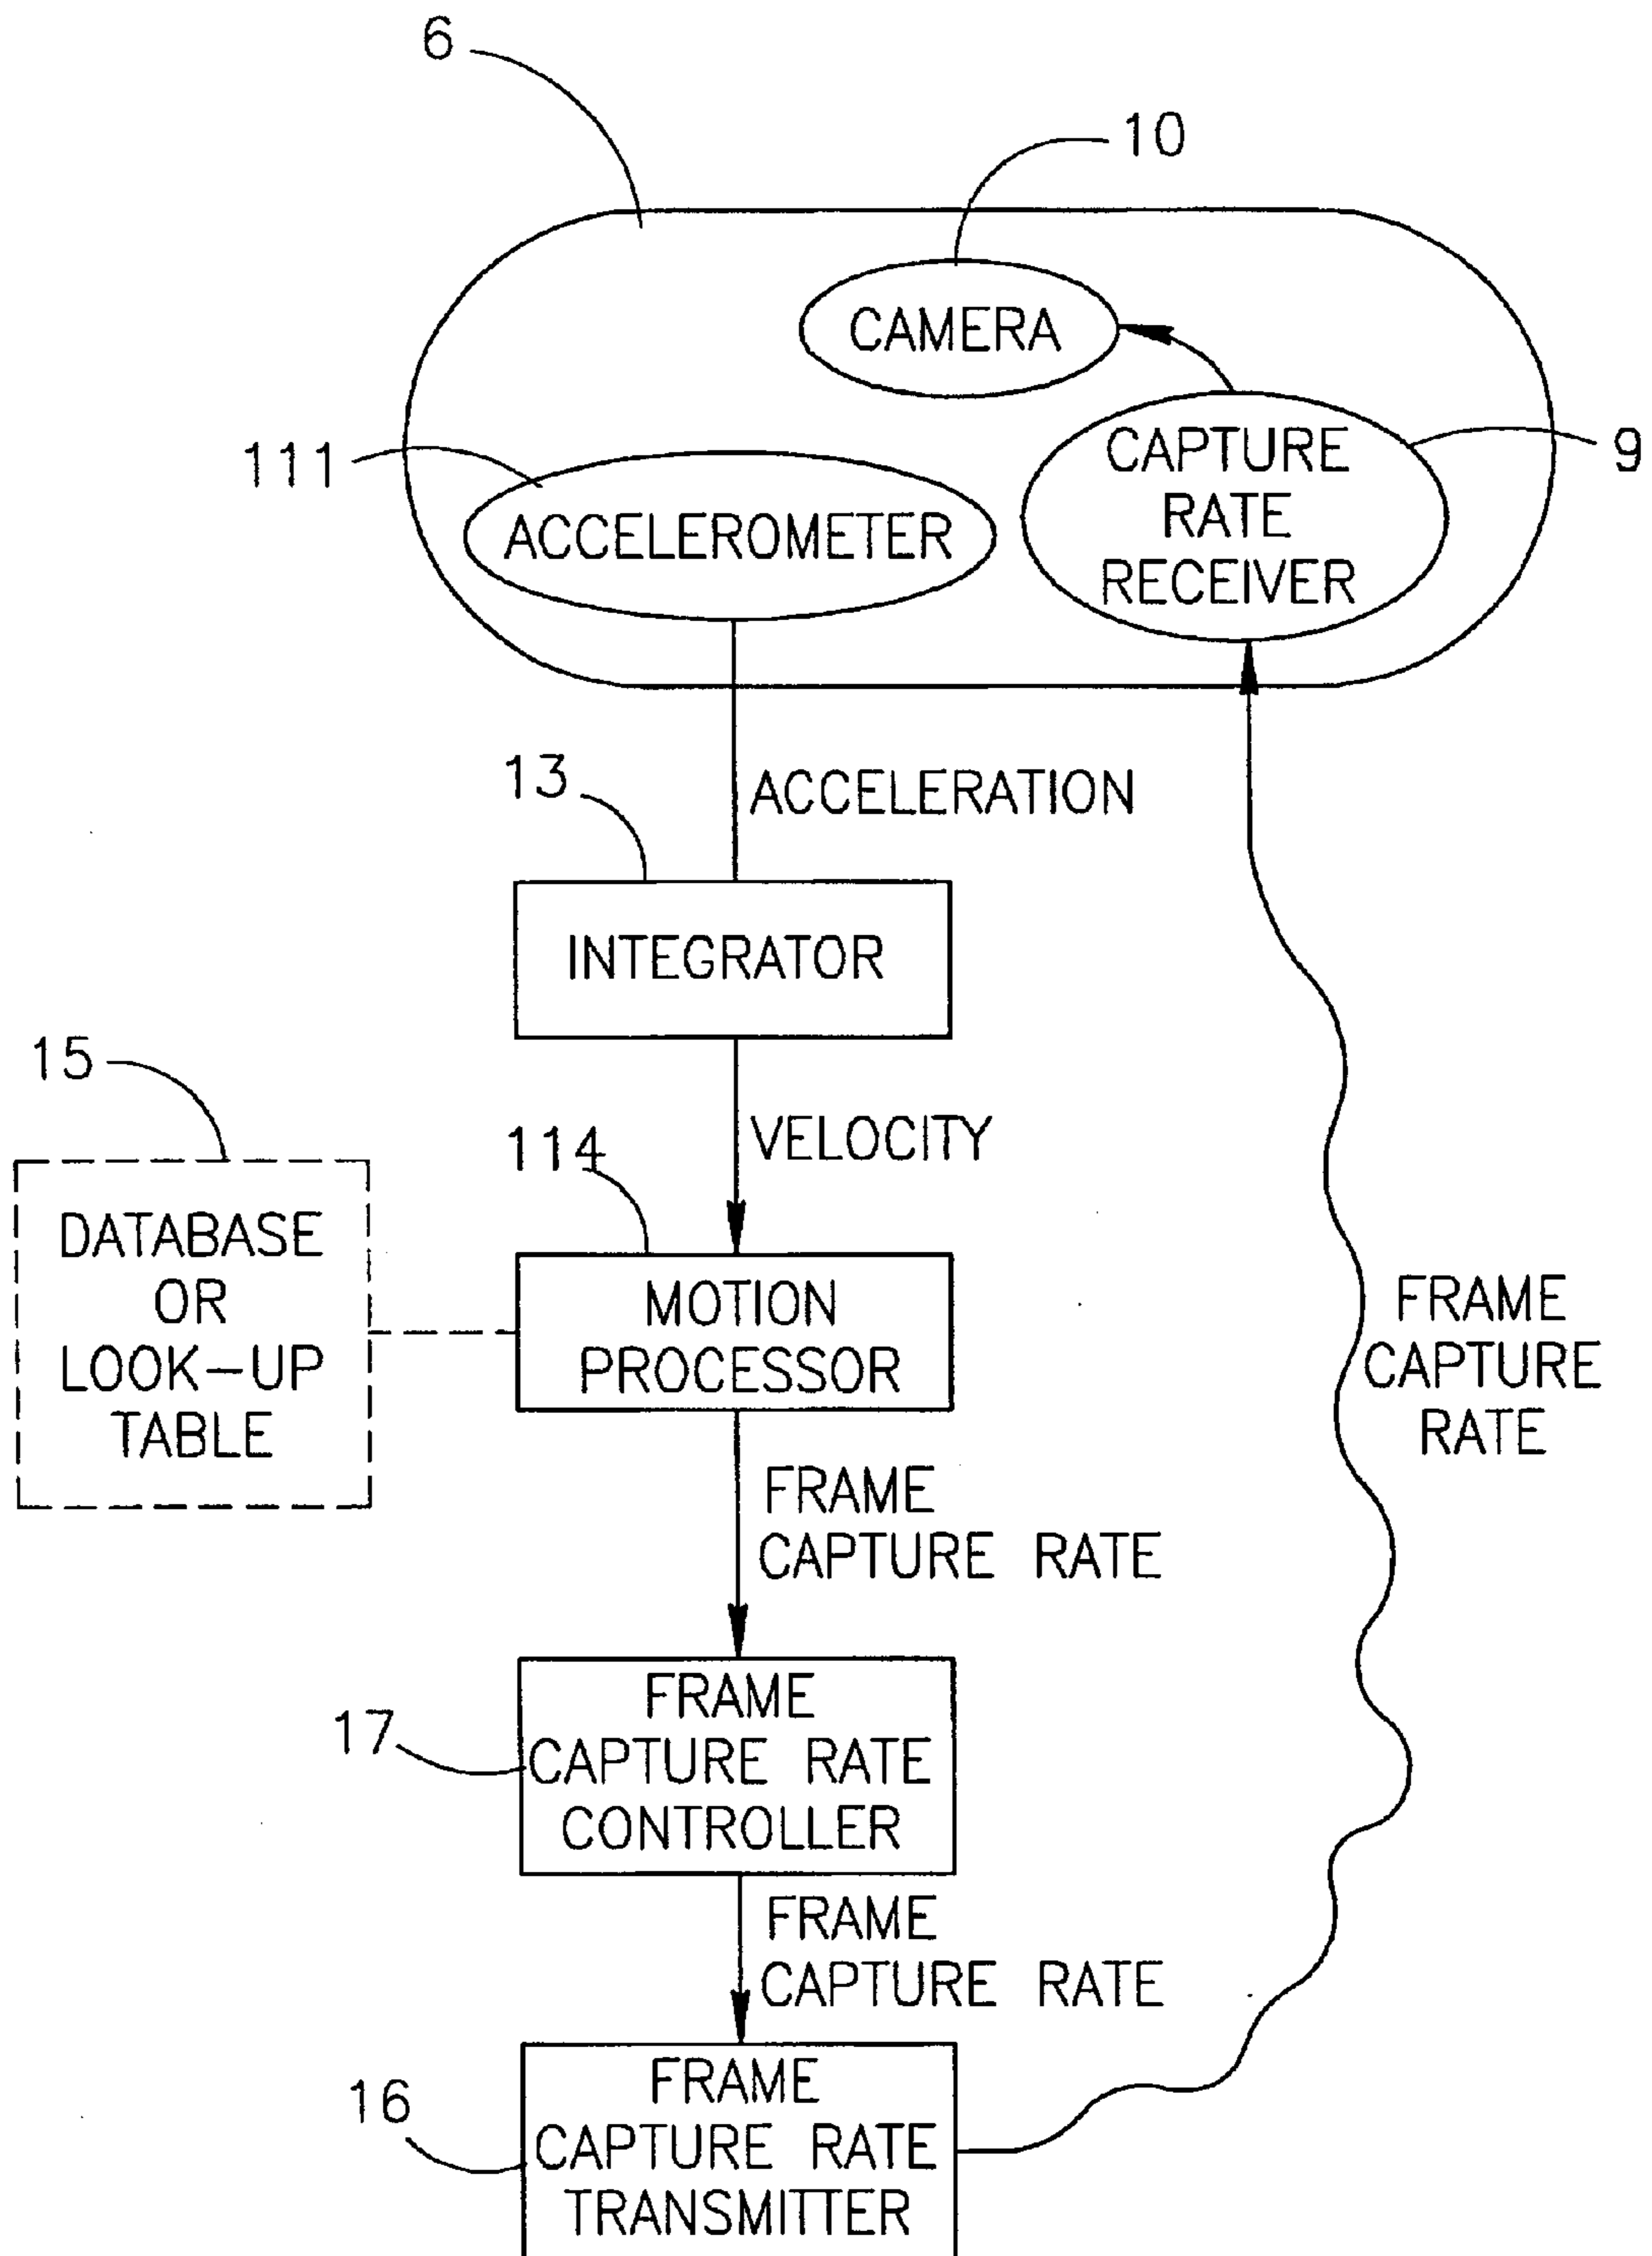 6
10
CAMERA
CAPTURE
RATE
RECEIVER
9
111
ACCELEROMETER
13
ACCELERATION
INTEGRATOR
15
VELOCITY
114
DATABASE
OR
LOOK-UP
TABLE
MOTION
PROCESSOR
FRAME
CAPTURE
RATE
FRAME
CAPTURE RATE
17
FRAME
CAPTURE RATE
CONTROLLER
FRAME
CAPTURE RATE
16
FRAME
CAPTURE RATE
TRANSMITTER